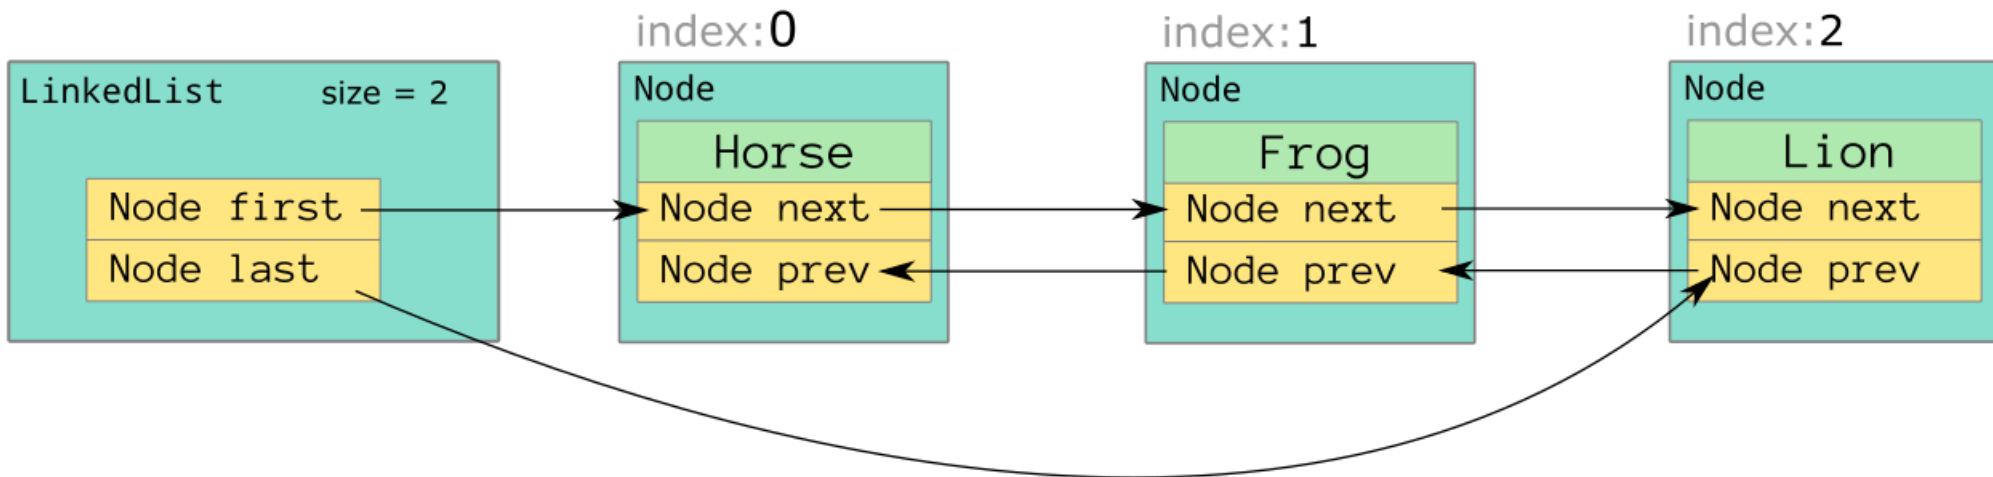 index:0
index:1
index:2
LinkedList size = 2
Node first
Node last
Node
Horse
Node next
Node prev
Node
Frog
Node next
Node prev
Node
Lion
Node next
Node prev